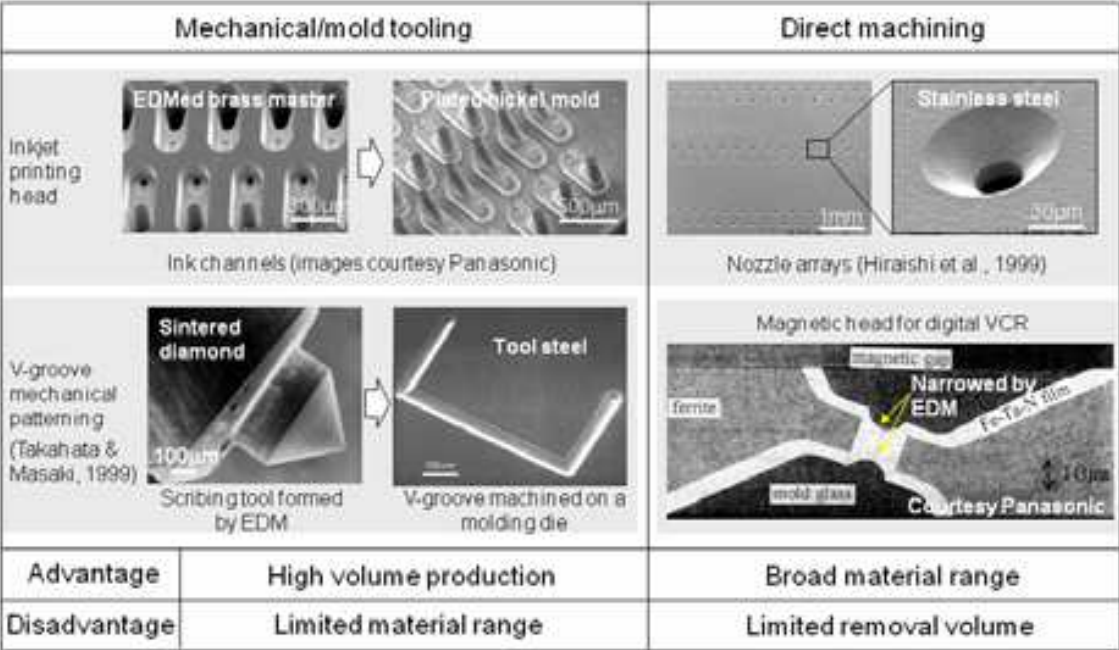 Mechanical/mold tooling
Direct machining
Inkjet
printing
head
EDMed brass master
300µm
Plated nickel mold
500µm
Ink channels (images courtesy Panasonic)
1mm
Stainless steel
30µm
Nozzle arrays (Hiraishi et al., 1999)
V-groove
mechanical
patterning
(Takahata &
Masaki, 1999)
Sintered
diamond
100µm
Scribing tool formed
by EDM
Tool steel
V-groove machined on a
molding die
Magnetic head for digital VCR
magnetic gap
Narrowed by
EDM
ferrite
Fe-Ta-N film
10µm
mold glass
Courtesy Panasonic
Advantage
High volume production
Broad material range
Disadvantage
Limited material range
Limited removal volume